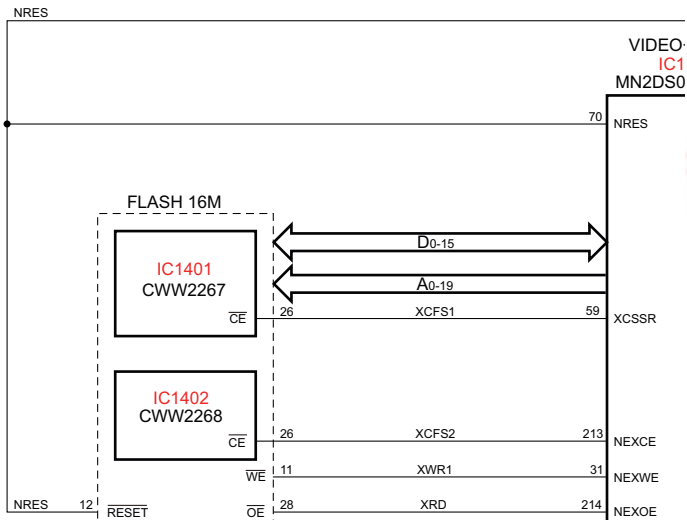 NRES
VIDEO-
IC1
MN2DS0
70 NRES
FLASH 16M
D0-15
IC1401
CWW2267
A0-19
CE 26 XCFS1 59 XCSSR
IC1402
CWW2268
CE 26 XCFS2 213 NEXCE
WE 11 XWR1 31 NEXWE
NRES 12 RESET OE 28 XRD 214 NEXOE